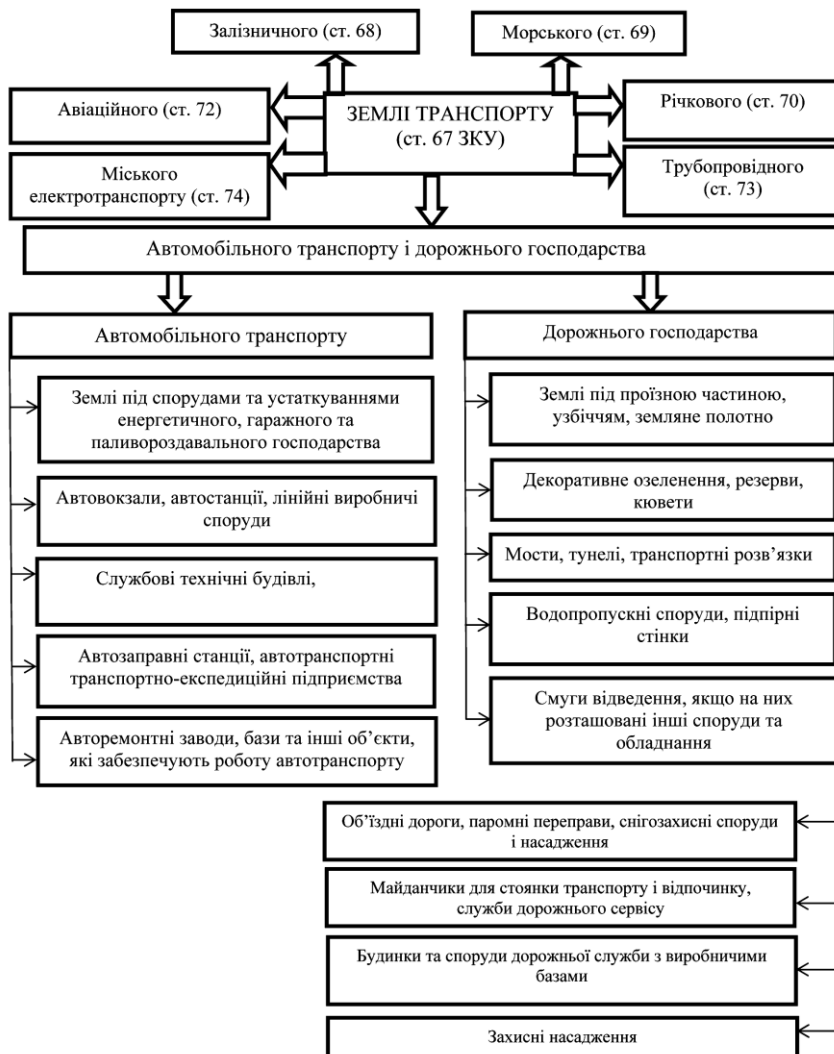 Залізничного (ст. 68)
Морського (ст. 69)
Авіаційного (ст. 72)
ЗЕМЛІ ТРАНСПОРТУ
(ст. 67 ЗКУ)
Річкового (ст. 70)
Міського
електротранспорту (ст. 74)
Трубопровідного
(ст. 73)
Автомобільного транспорту і дорожнього господарства
Автомобільного транспорту
Землі під спорудами та устаткуваннями
енергетичного, гаражного та
паливороздавального господарства
Автовокзали, автостанції, лінійні виробничі
споруди
Службові технічні будівлі,
Автозаправні станції, автотранспортні
транспортно-експедиційні підприємства
Авторемонтні заводи, бази та інші об’єкти,
які забезпечують роботу автотранспорту
Дорожнього господарства
Землі під проїзною частиною,
узбіччям, земляне полотно
Декоративне озеленення, резерви,
кювети
Мости, тунелі, транспортні розв’язки
Водопропускні споруди, підпірні
стінки
Смуги відведення, якщо на них
розташовані інші споруди та
обладнання
Об’їздні дороги, паромні переправи, снігозахисні споруди
і насадження
Майданчики для стоянки транспорту і відпочинку,
служби дорожнього сервісу
Будинки та споруди дорожньої служби з виробничими
базами
Захисні насадження